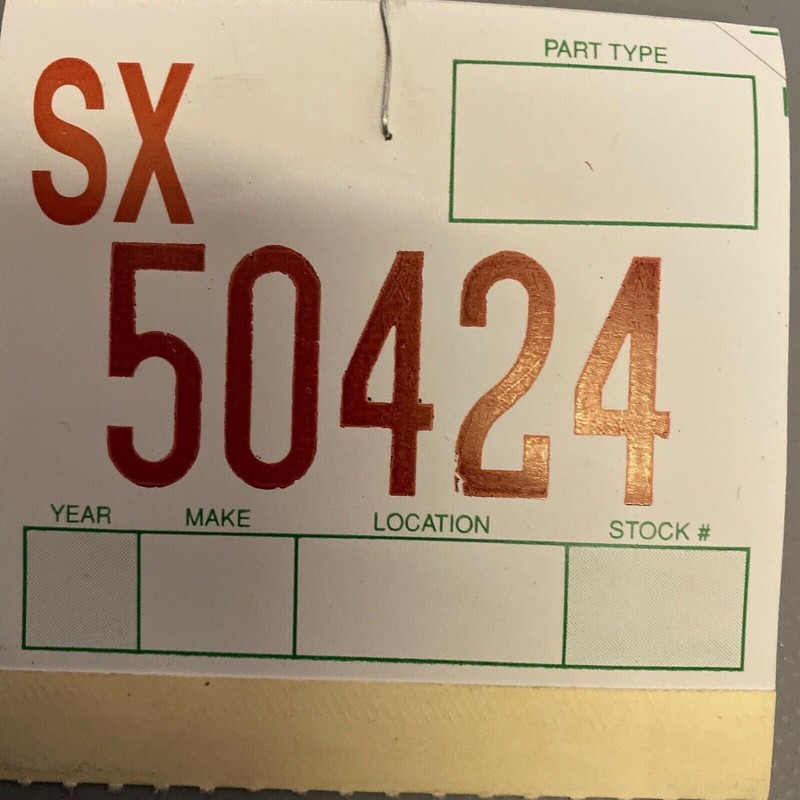 PART TYPE
SX
50424
YEAR MAKE LOCATION STOCK #